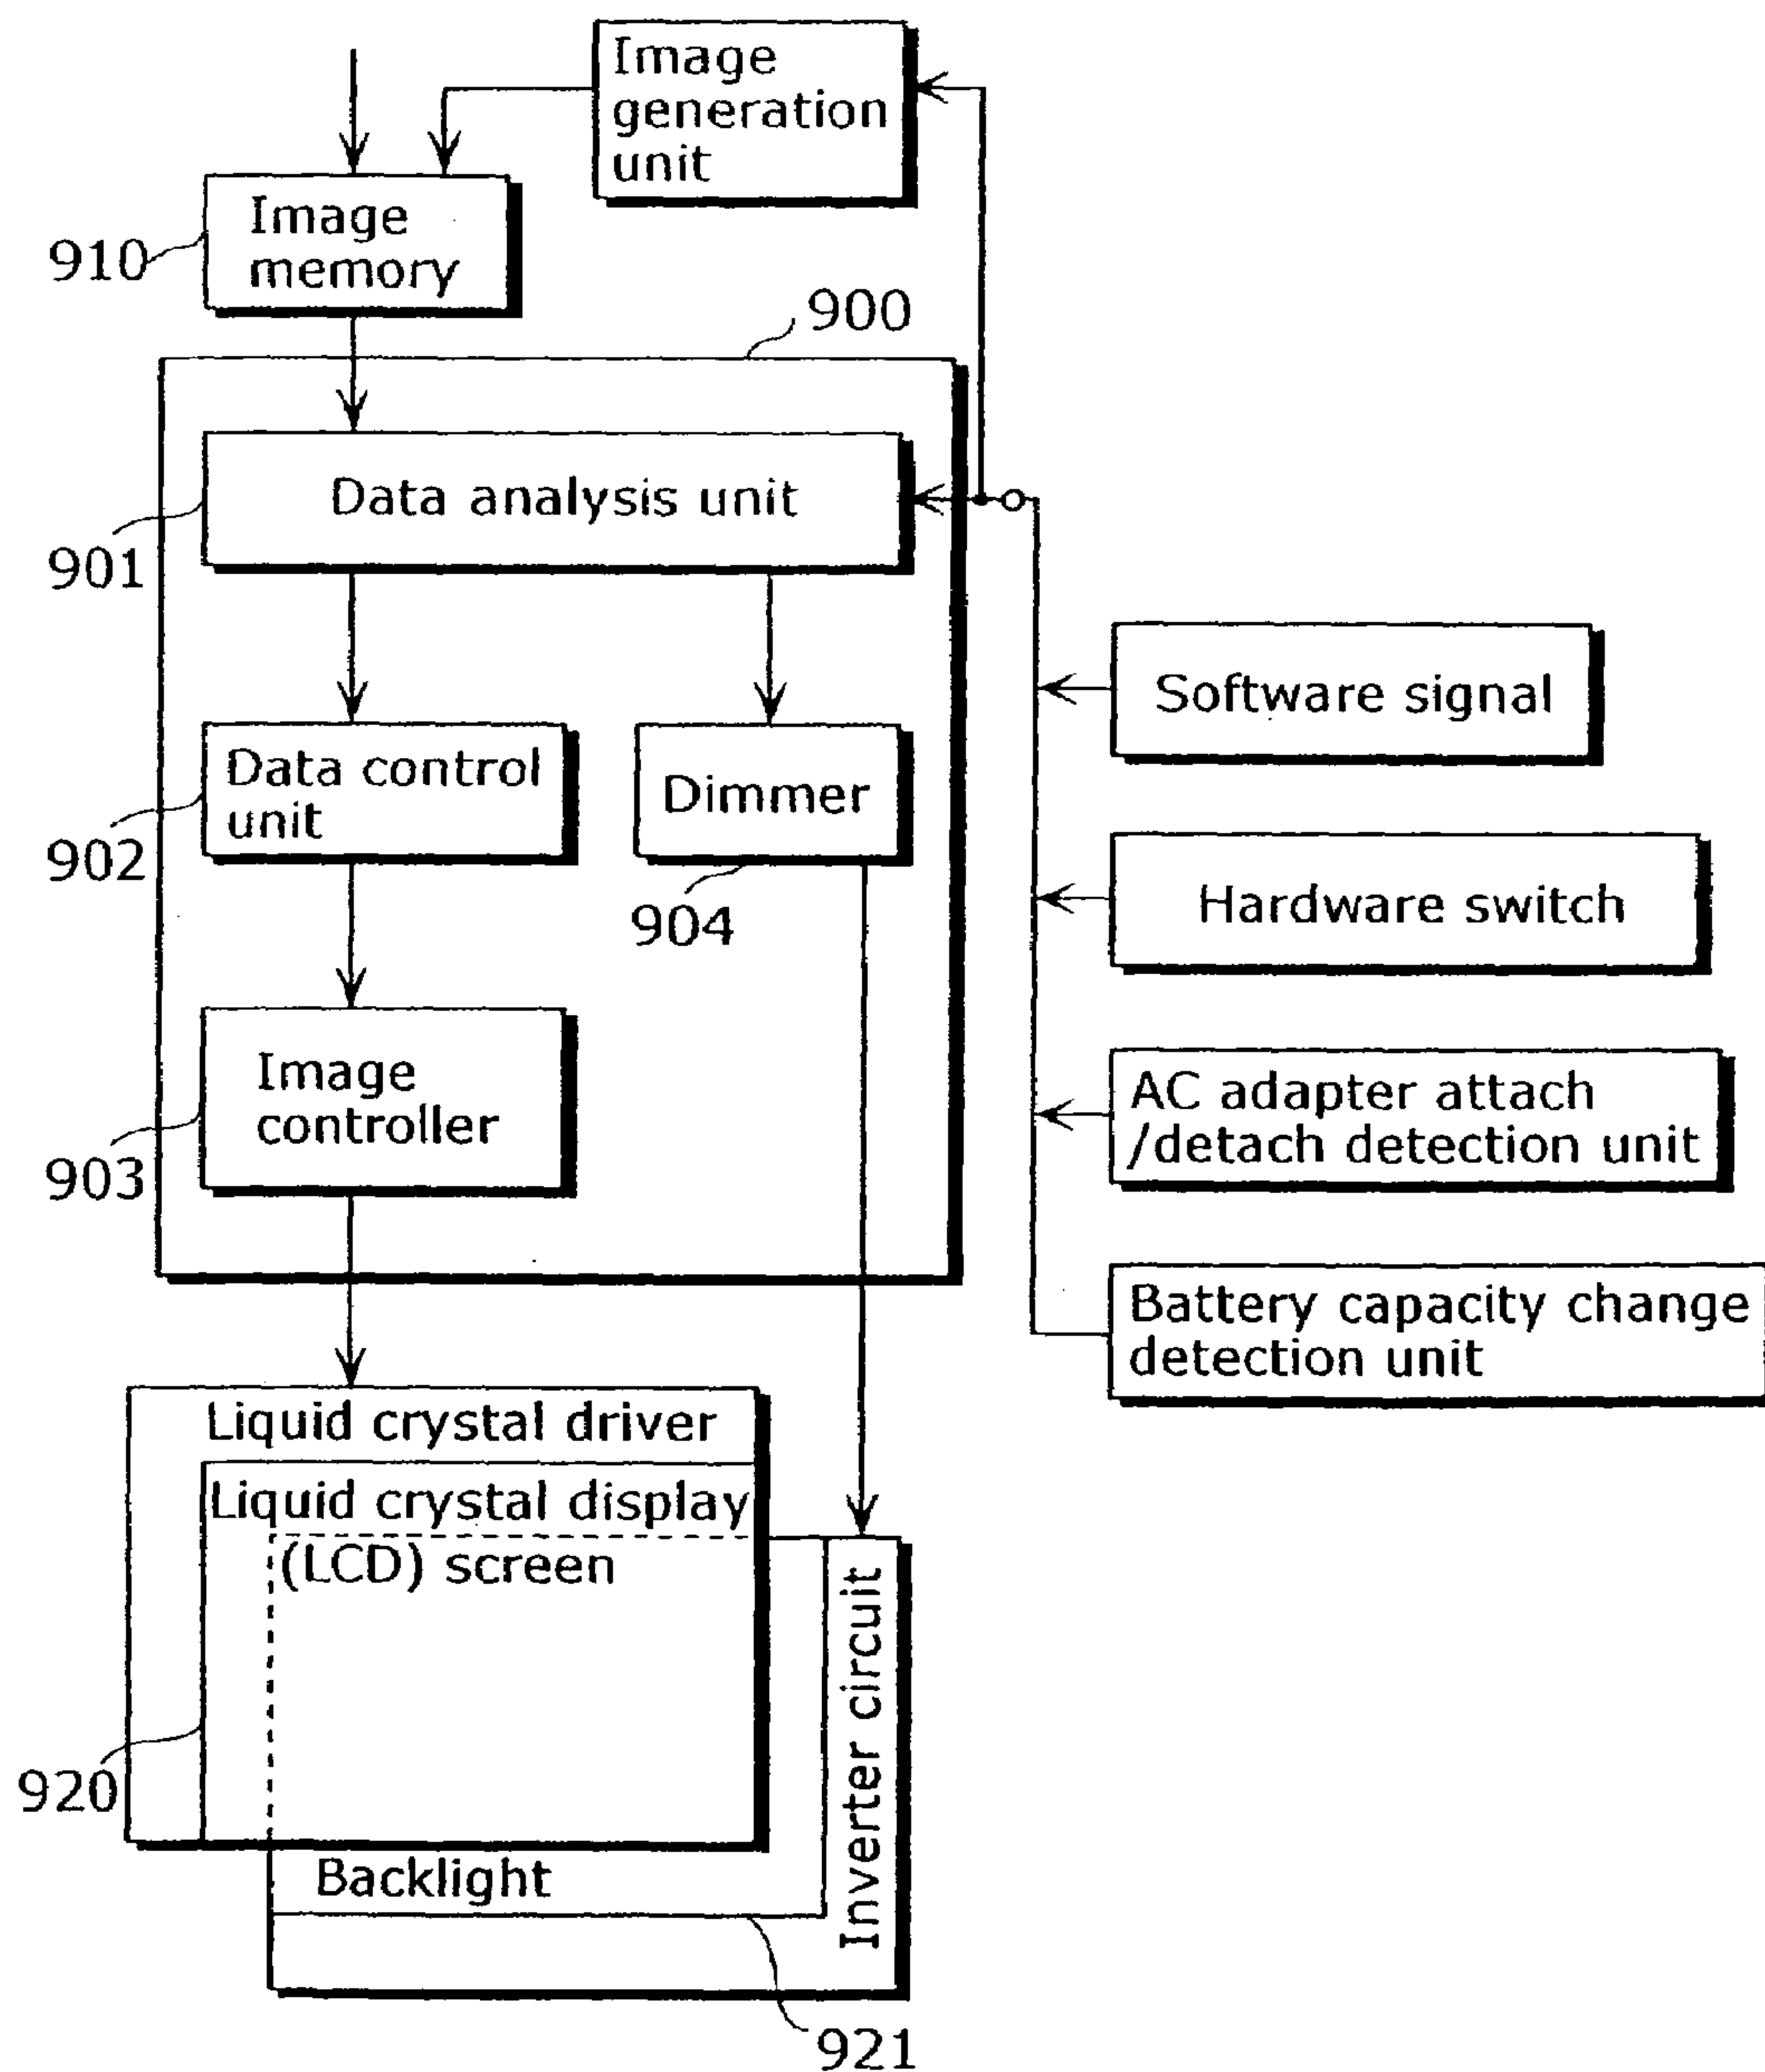 Image
generation
unit
Image
memory
910
900
Data analysis unit
901
Software signal
Data control
unit
902
Dimmer
904
Hardware switch
Image
controller
903
AC adapter attach
/detach detection unit
Battery capacity change
detection unit
Liquid crystal driver
Liquid crystal display
(LCD) screen
920
Inverter circuit
Backlight
921